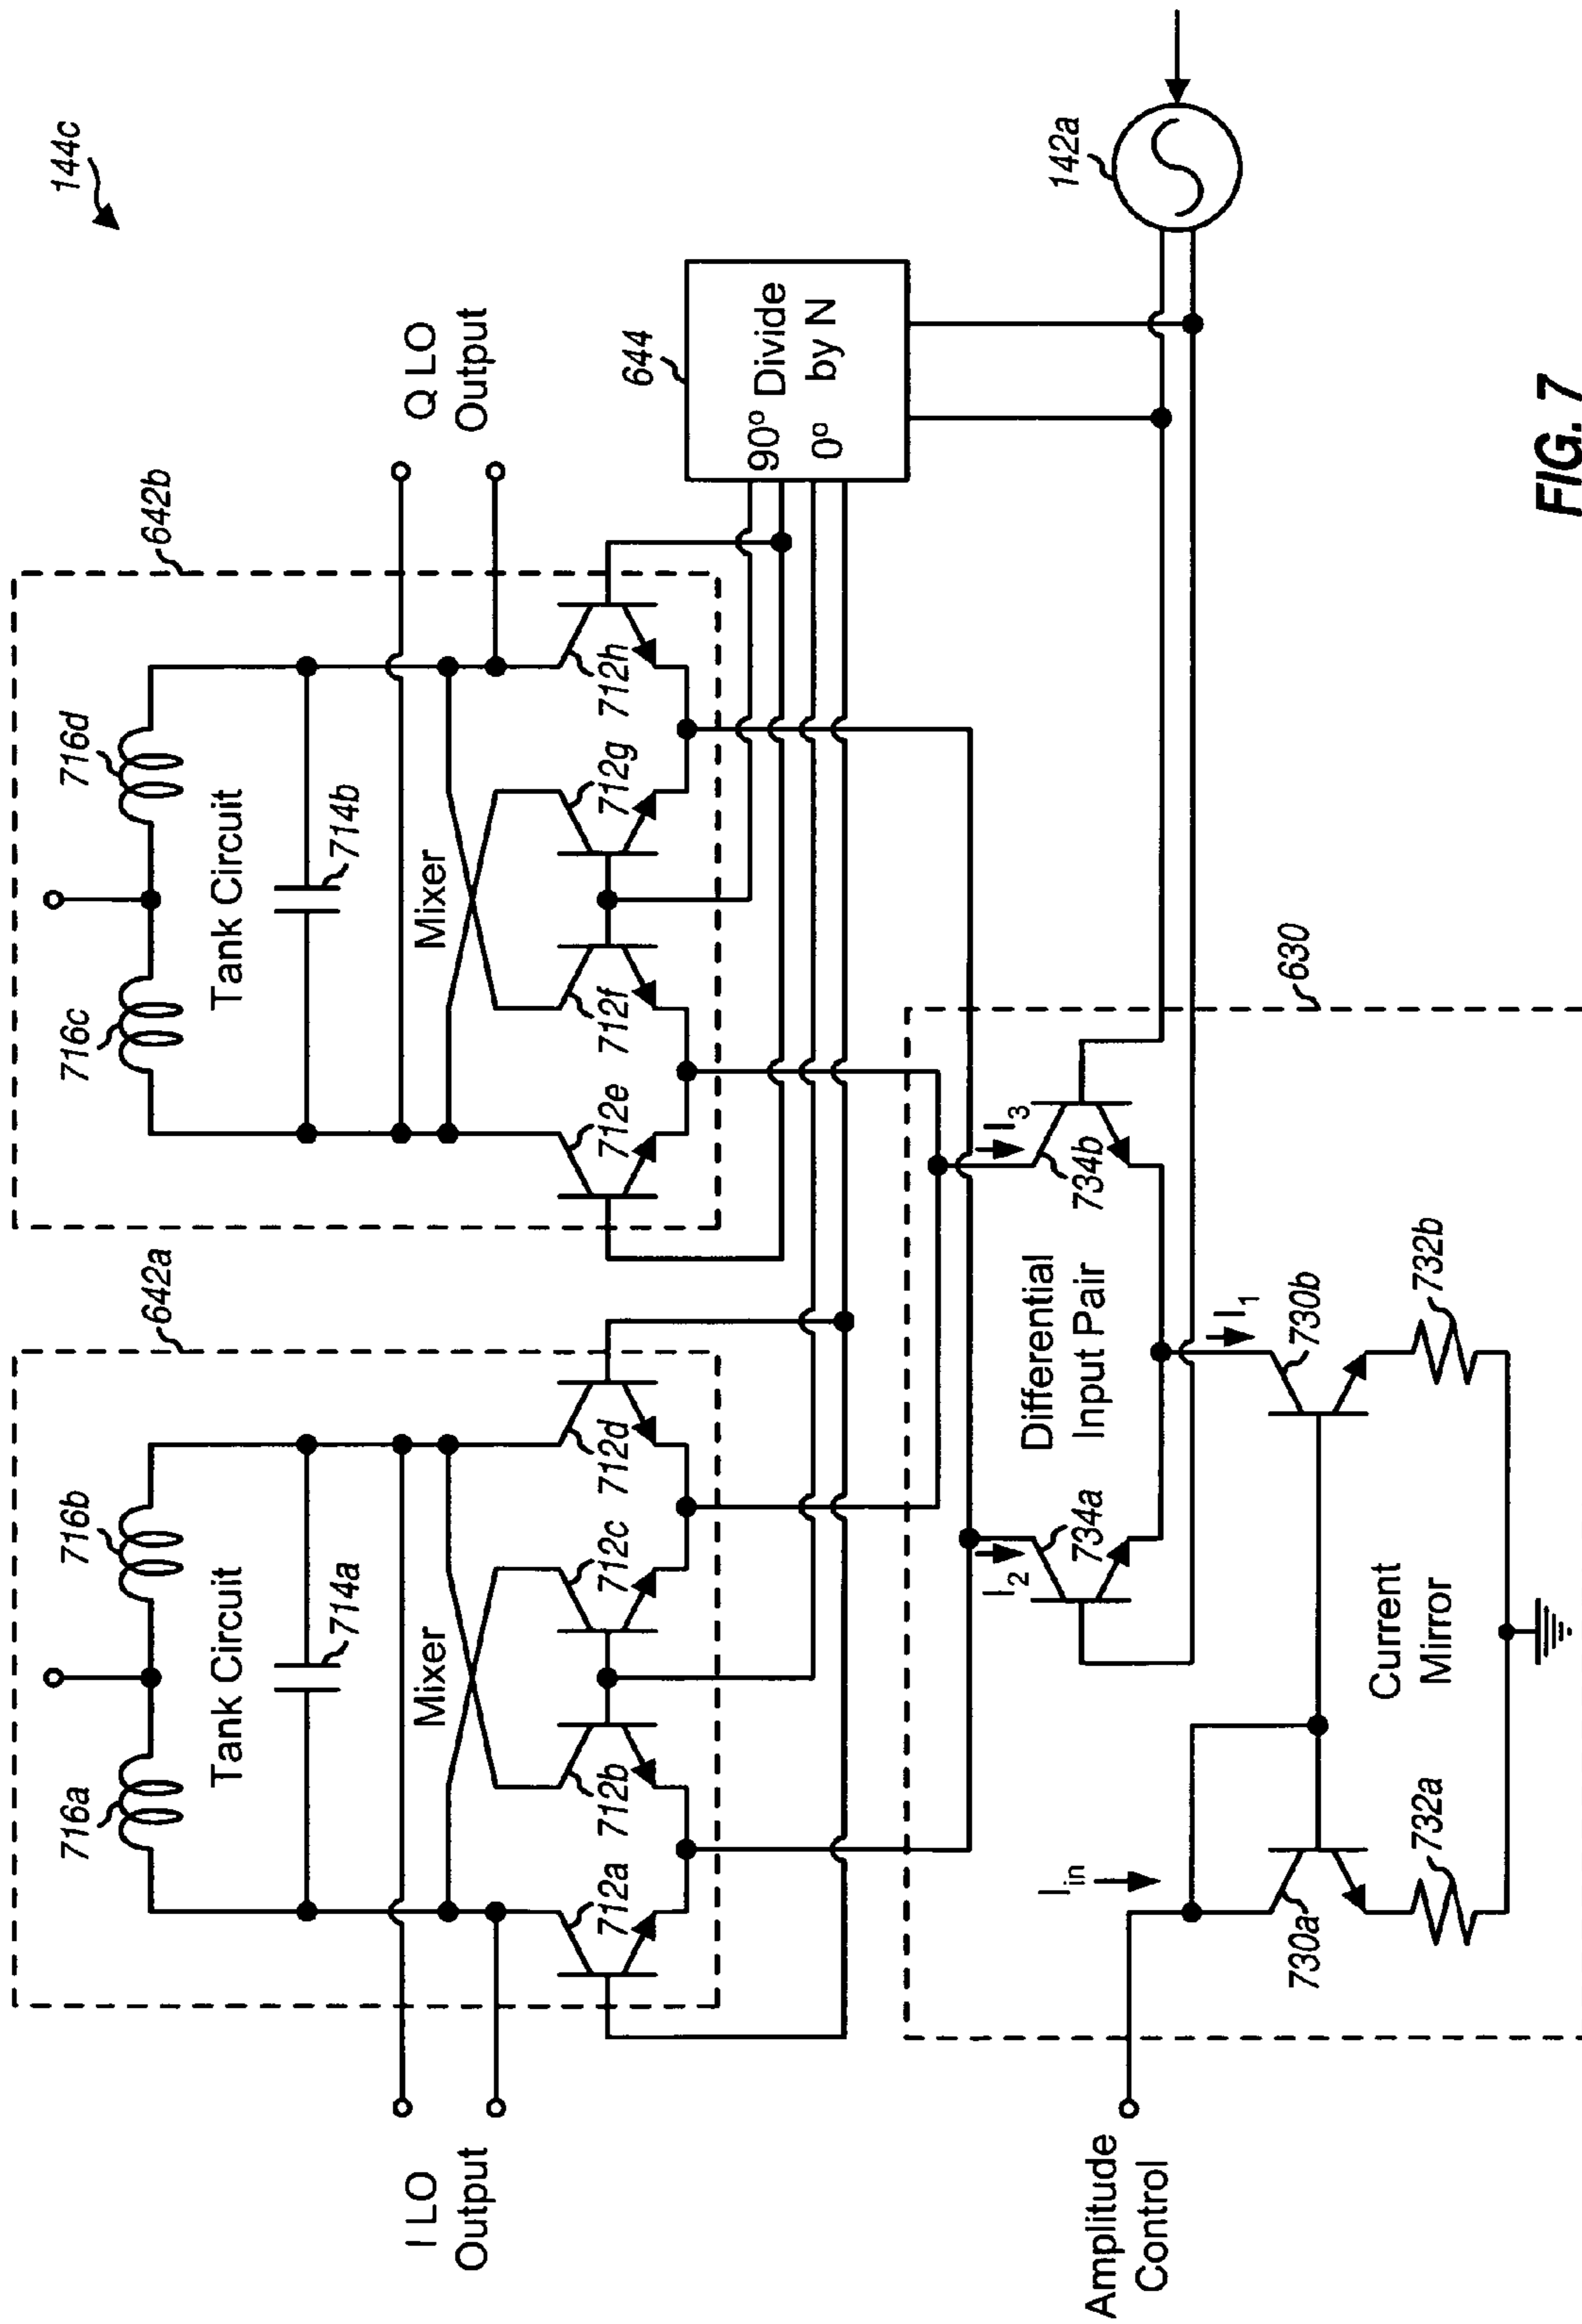 144c
642a
642b
716a
716b
716c
716d
Tank Circuit
Tank Circuit
714a
714b
I LO
Output
Q LO
Output
Mixer
Mixer
712a
712b
712c
712d
712e
712f
712g
712h
644
90° Divide
0° by N
142a
630
Amplitude
Control
Iin
I2
I3
734a
734b
Differential
Input Pair
I1
730a
730b
Current
Mirror
732a
732b
FIG. 7